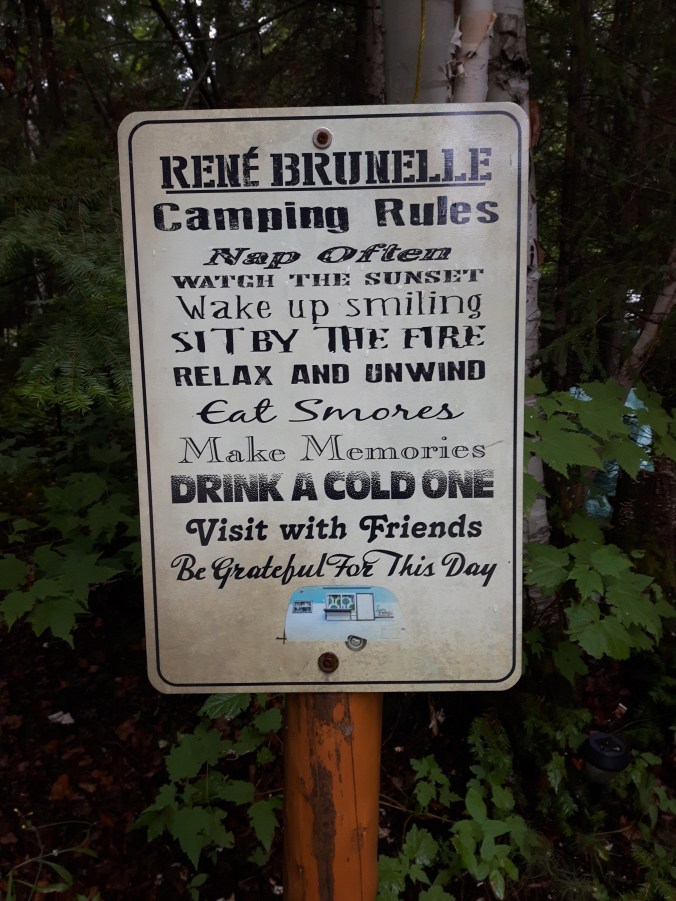 RENÉ BRUNELLE
Camping Rules
Nap Often
WATCH THE SUNSET
Wake up smiling
SIT BY THE FIRE
RELAX AND UNWIND
Eat Smores
Make Memories
DRINK A COLD ONE
Visit with Friends
Be Grateful For This Day